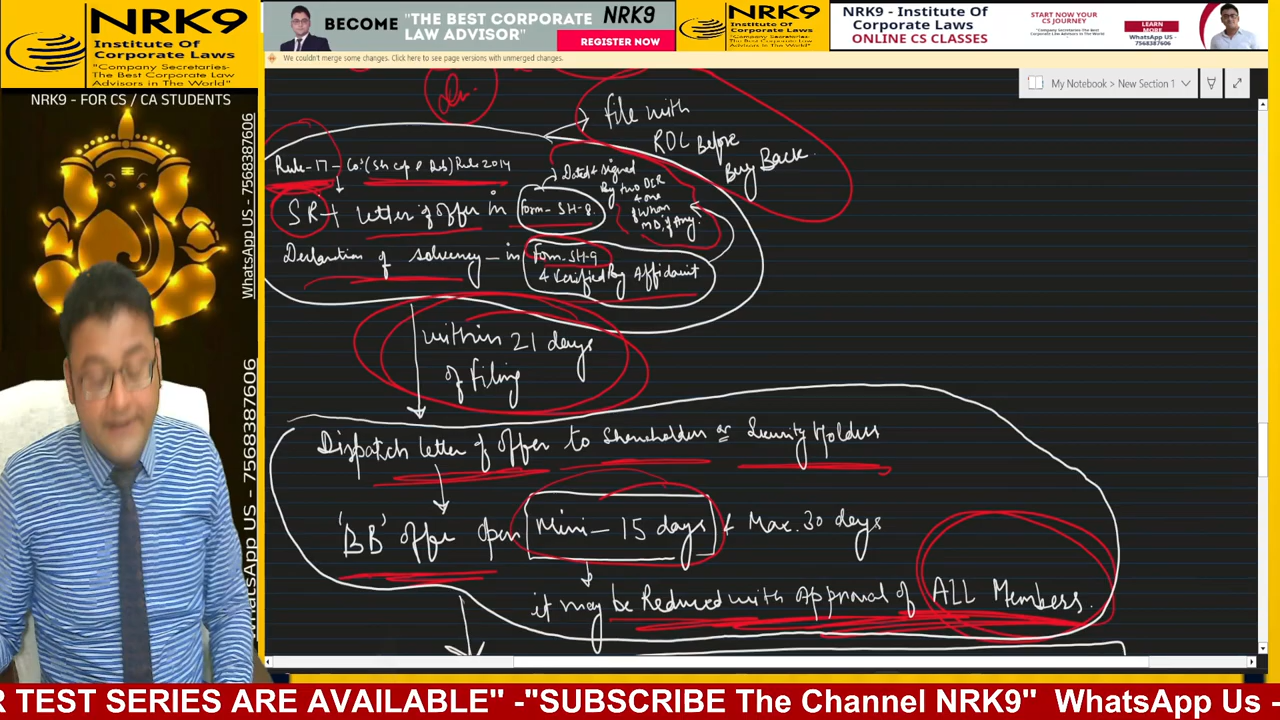 NRK9
Institute Of
Corporate Laws
"Company Secretaries-
The Best Corporate Law
Advisors in The World"
NRK9 - FOR CS / CA STUDENTS
BECOME "THE BEST CORPORATE LAW ADVISOR" NRK9
REGISTER NOW
NRK9
Institute Of
Corporate Laws
NRK9 - Institute Of
Corporate Laws
ONLINE CS CLASSES
START NOW YOUR
CS JOURNEY
LEARN MORE
WhatsApp US -
7568387606
We couldn't merge some changes. Click here to see page versions with unmerged changes.
My Notebook > New Section 1
WhatsApp US - 7568387606
WhatsApp US - 7568387606
file with
ROC Before
Buy Back.
Rule-17 - Co's (Sh cap & Deb) Rule 2014
Dated & signed
By two DCR
& one
of whom
MD, if Any.
SR + letter of offer in Form-SH-8.
Declaration of solvency - in Form-SH-9
& verified By Affidavit
within 21 days
of filing
Dispatch letter of offer to shareholders or Security Holders
'BB' offer open Mini - 15 days & Max. 30 days
it may be Reduced with approval of ALL Members.
R TEST SERIES ARE AVAILABLE" -"SUBSCRIBE The Channel NRK9" WhatsApp Us -